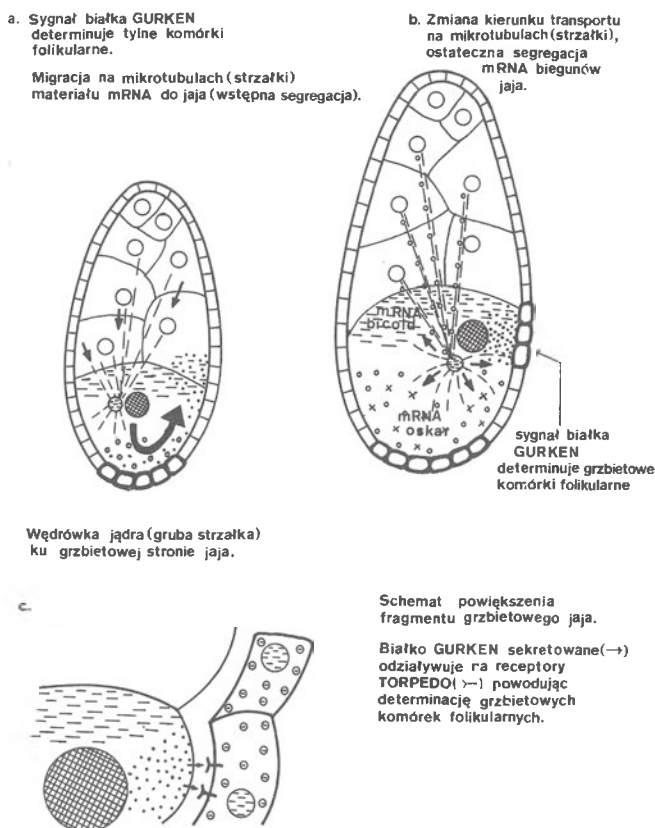 a. Sygnał białka GURKEN
determinuje tylne komórki
folikularne.
Migracja na mikrotubulach (strzałki)
materiału mRNA do jaja (wstępna segregacja).
b. Zmiana kierunku transportu
na mikrotubulach (strzałki),
ostateczna segregacja
mRNA biegunów
jaja.
mRNA
bicoid
mRNA
oskar
sygnał białka
GURKEN
determinuje grzbietowe
komórki folikularne
Wędrówka jądra (gruba strzałka)
ku grzbietowej stronie jaja.
c.
Schemat powiększenia
fragmentu grzbietowego jaja.
Białko GURKEN sekretowane (→)
odziaływuje na receptory
TORPEDO( >–) powodując
determinację grzbietowych
komórek folikularnych.